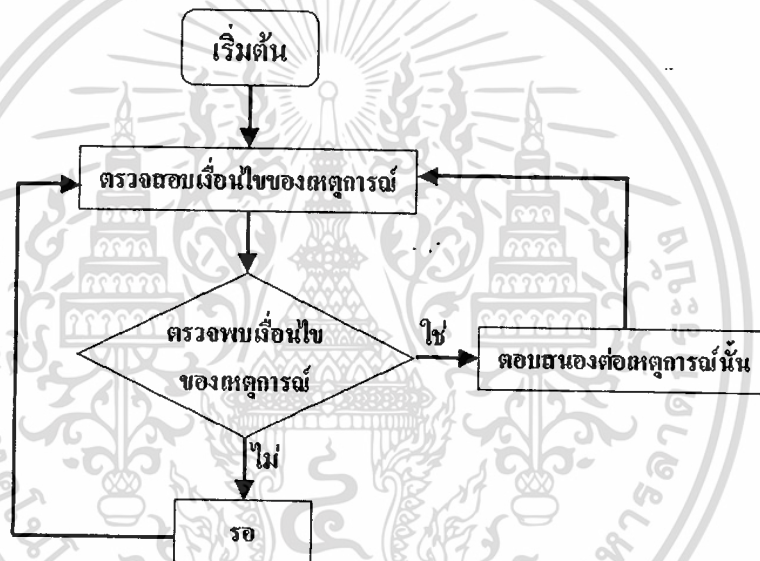 เริ่มต้น
ตรวจสอบเงื่อนไขของเหตุการณ์
ตรวจพบเงื่อนไข
ของเหตุการณ์
ใช่
ตอบสนองต่อเหตุการณ์นั้น
ไม่
รอ